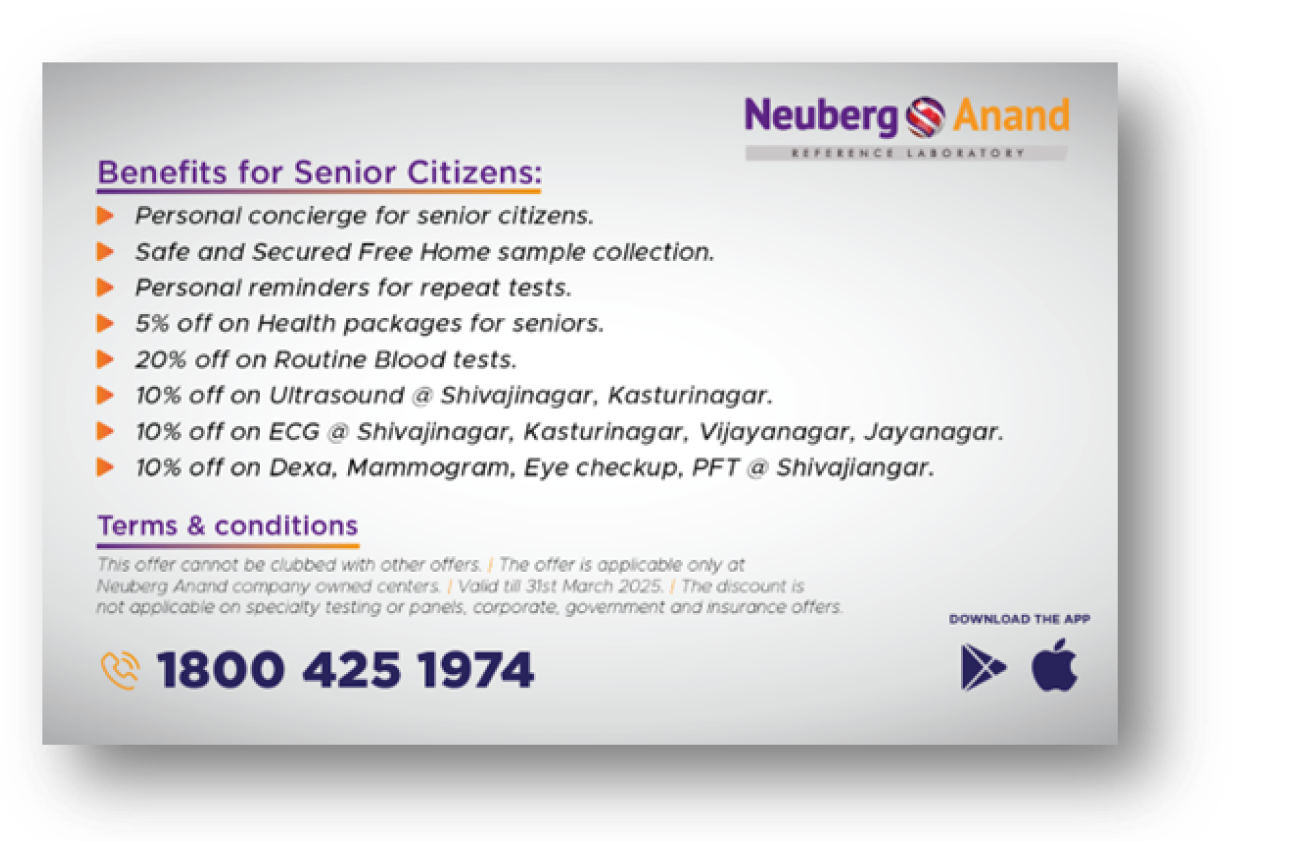 Neuberg Anand
REFERENCE LABORATORY
Benefits for Senior Citizens:
Personal concierge for senior citizens.
Safe and Secured Free Home sample collection.
Personal reminders for repeat tests.
5% off on Health packages for seniors.
20% off on Routine Blood tests.
10% off on Ultrasound @ Shivajinagar, Kasturinagar.
10% off on ECG @ Shivajinagar, Kasturinagar, Vijayanagar, Jayanagar.
10% off on Dexa, Mammogram, Eye checkup, PFT @ Shivajiangar.
Terms & conditions
This offer cannot be clubbed with other offers. | The offer is applicable only at
Neuberg Anand company owned centers. | Valid till 31st March 2025. | The discount is
not applicable on specialty testing or panels, corporate, government and insurance offers.
DOWNLOAD THE APP
1800 425 1974